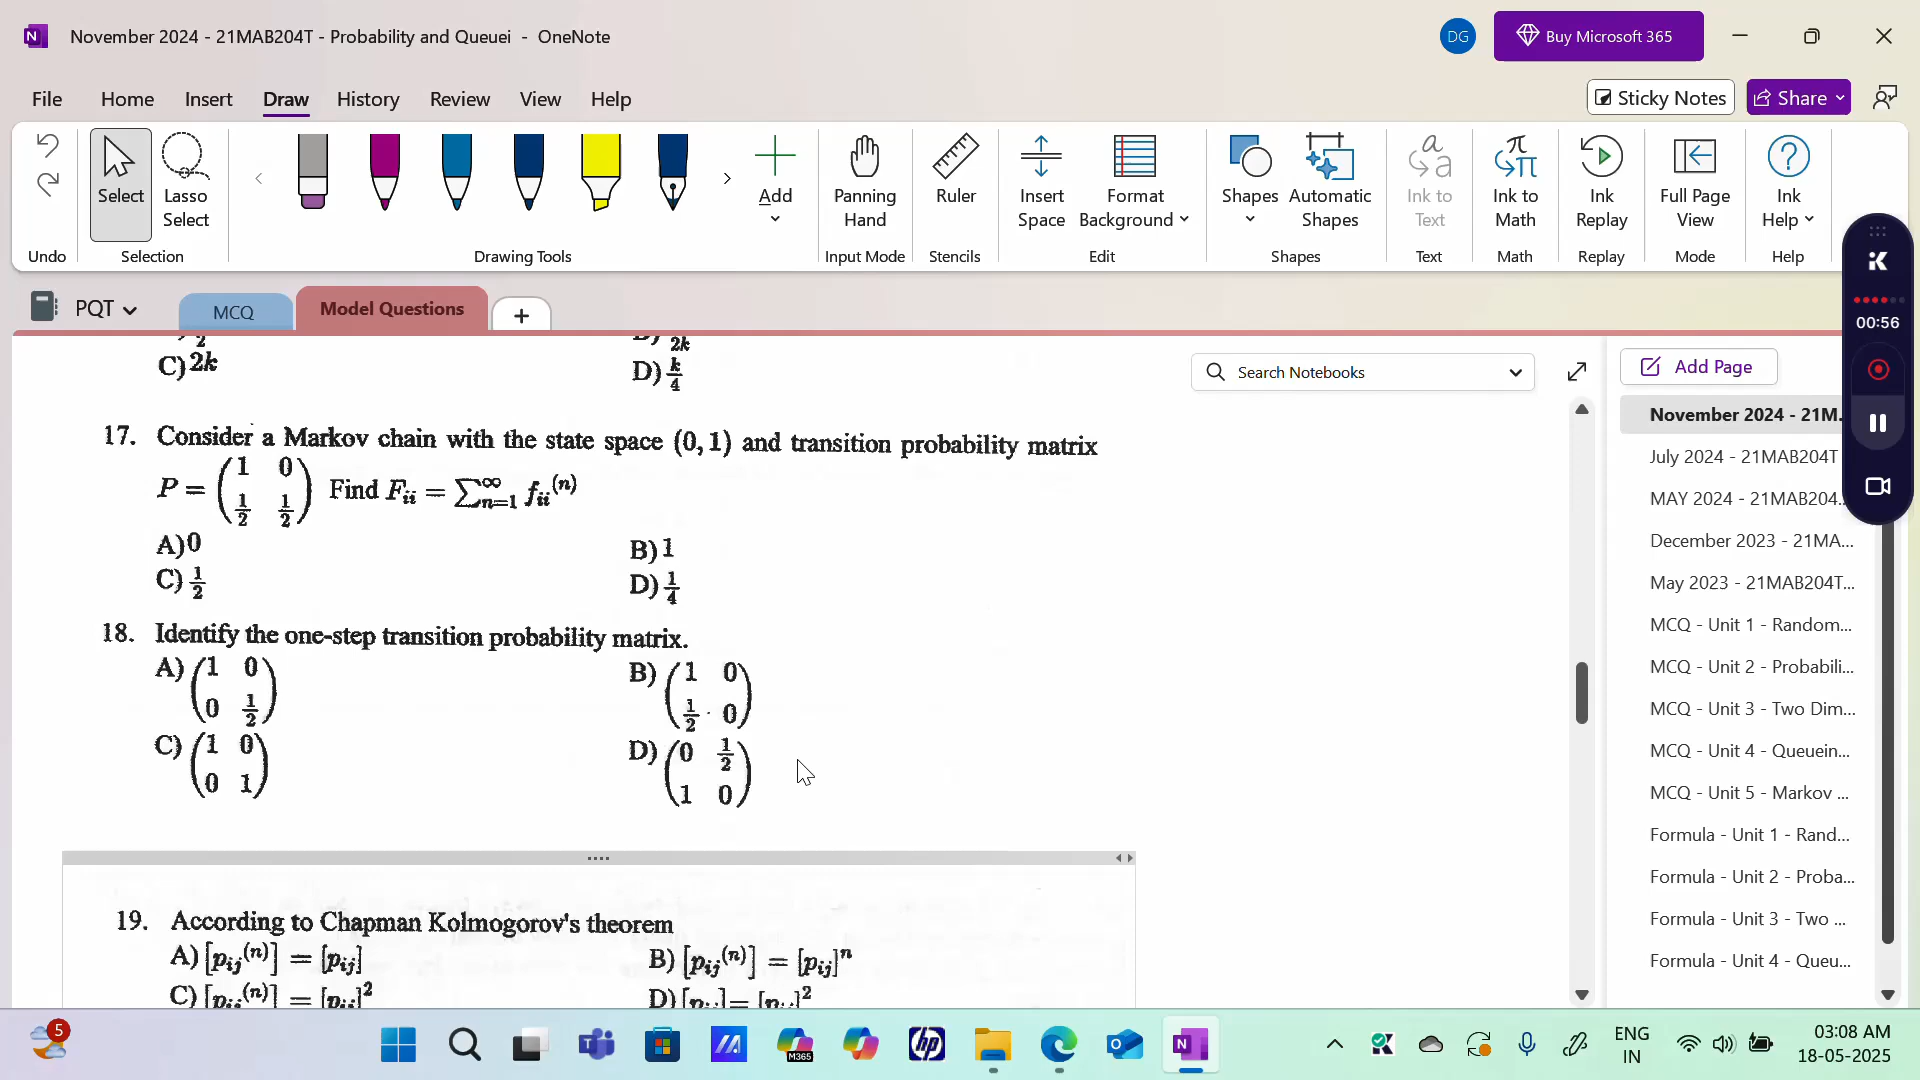 November 2024 - 21MAB204T - Probability and Queuei - OneNote
DG
Buy Microsoft 365
File Home Insert Draw History Review View Help
Sticky Notes
Share
Select
Lasso Select
Add
Panning Hand
Ruler
Insert Space
Format Background
Shapes
Automatic Shapes
Ink to Text
Ink to Math
Ink Replay
Full Page View
Ink Help
Undo Selection Drawing Tools Input Mode Stencils Edit Shapes Text Math Replay Mode Help
00:56
PQT
MCQ
Model Questions
Search Notebooks
Add Page
November 2024 - 21M...
July 2024 - 21MAB204T
MAY 2024 - 21MAB204...
December 2023 - 21MA...
May 2023 - 21MAB204T...
MCQ - Unit 1 - Random...
MCQ - Unit 2 - Probabili...
MCQ - Unit 3 - Two Dim...
MCQ - Unit 4 - Queuein...
MCQ - Unit 5 - Markov ...
Formula - Unit 1 - Rand...
Formula - Unit 2 - Proba...
Formula - Unit 3 - Two ...
Formula - Unit 4 - Queu...
C) 2k D) k/4
17. Consider a Markov chain with the state space (0, 1) and transition probability matrix
P = (1 0; 1/2 1/2) Find F_ii = ∑_{n=1}^∞ f_ii^(n)
A) 0 B) 1
C) 1/2 D) 1/4
18. Identify the one-step transition probability matrix.
A) (1 0; 0 1/2) B) (1 0; 1/2 0)
C) (1 0; 0 1) D) (0 1/2; 1 0)
19. According to Chapman Kolmogorov's theorem
A) [p_ij^(n)] = [p_ij] B) [p_ij^(n)] = [p_ij]^n
C) [p_ij^(n)] = [p_ij]^2 D) [p_ij] = [p_ij]^2
5
M365
hp
ENG IN
03:08 AM
18-05-2025